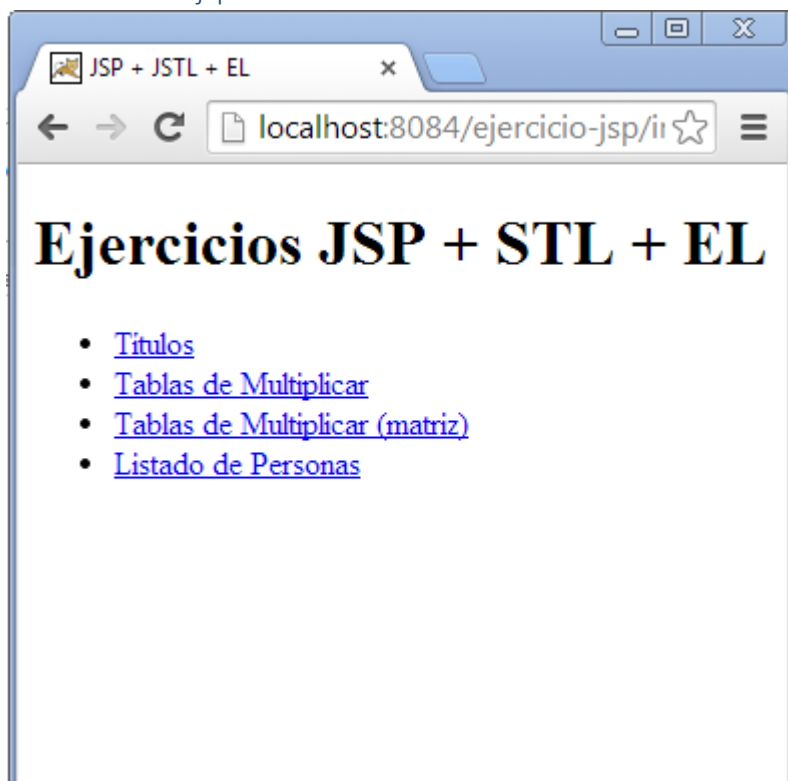 JSP + JSTL + EL
localhost:8084/ejercicio-jsp/i
Ejercicios JSP + STL + EL
Títulos
Tablas de Multiplicar
Tablas de Multiplicar (matriz)
Listado de Personas